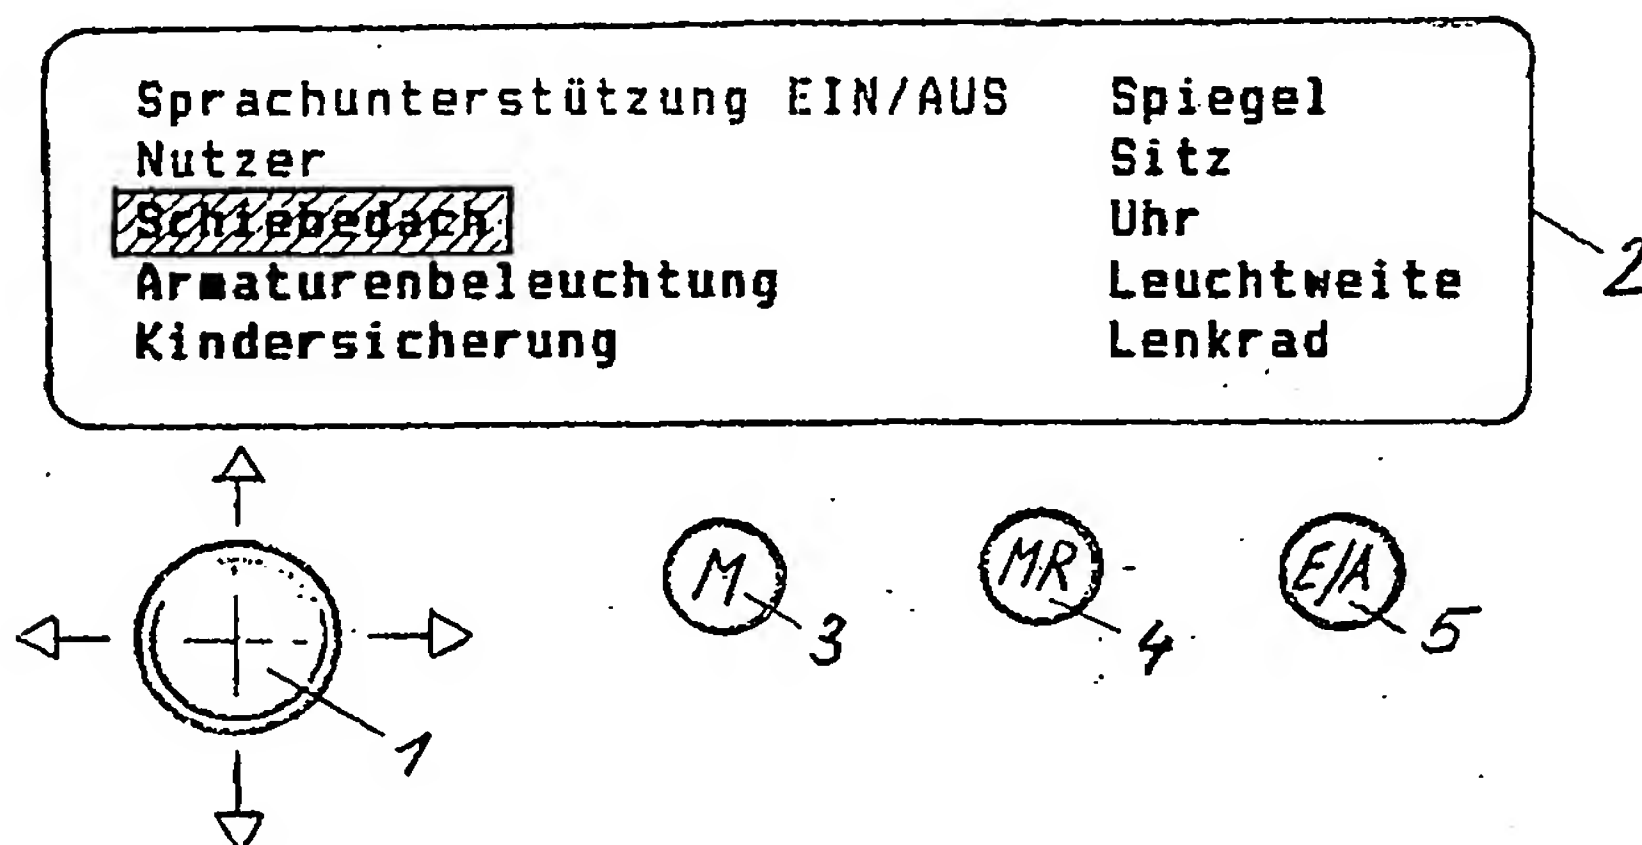 Sprachunterstützung EIN/AUS Spiegel
Nutzer Sitz
Schiebedach Uhr
Armaturenbeleuchtung Leuchtweite
Kindersicherung Lenkrad
2
M MR E/A
3 4 5
1